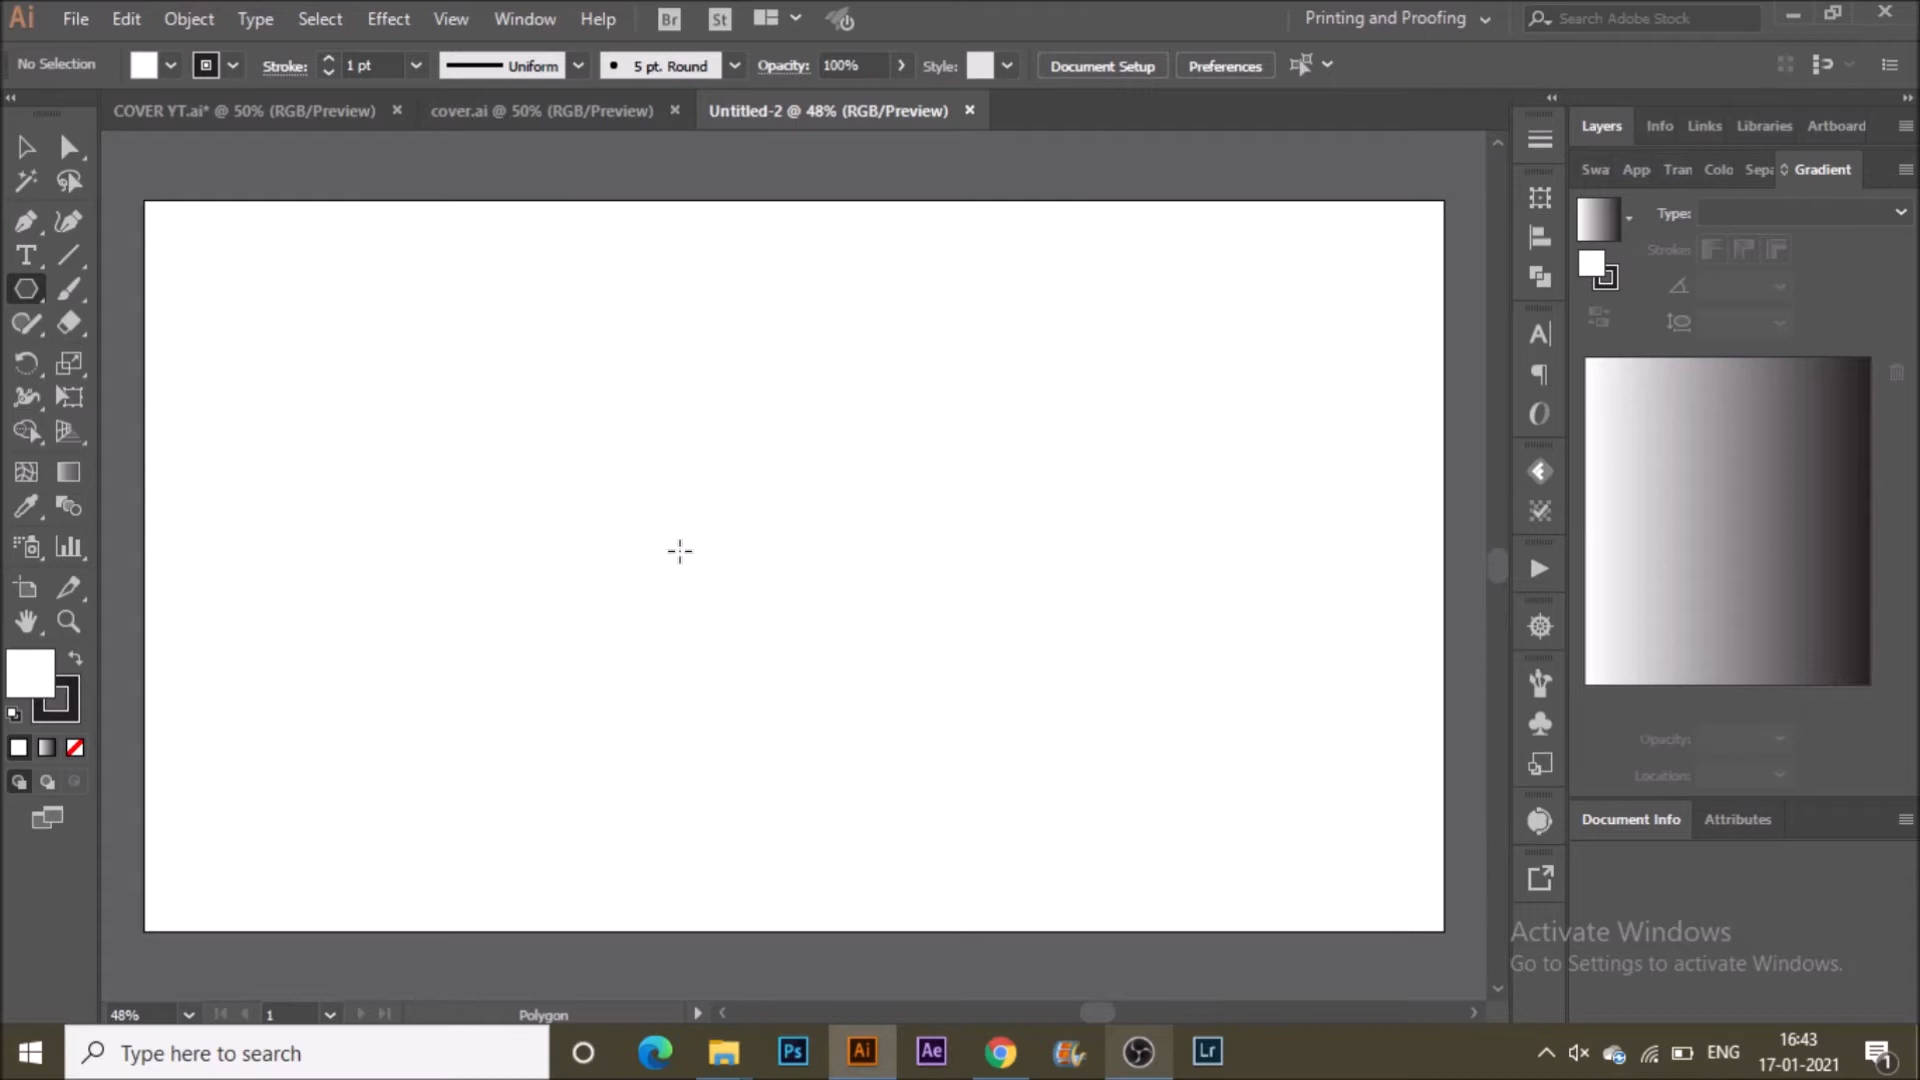 Ai File Edit Object Type Select Effect View Window Help Br St Printing and Proofing Search Adobe Stock
No Selection Stroke: 1 pt Uniform 5 pt. Round Opacity: 100% Style: Document Setup Preferences
COVER YT.ai* @ 50% (RGB/Preview) cover.ai @ 50% (RGB/Preview) Untitled-2 @ 48% (RGB/Preview)
Layers Info Links Libraries Artboard
Swa App Tran Colo Sepa Gradient
Type:
Stroke:
Opacity:
Location:
Document Info Attributes
Activate Windows
Go to Settings to activate Windows.
48% 1 Polygon
Type here to search Ps Ai Ae Lr ENG 16:43
17-01-2021 1